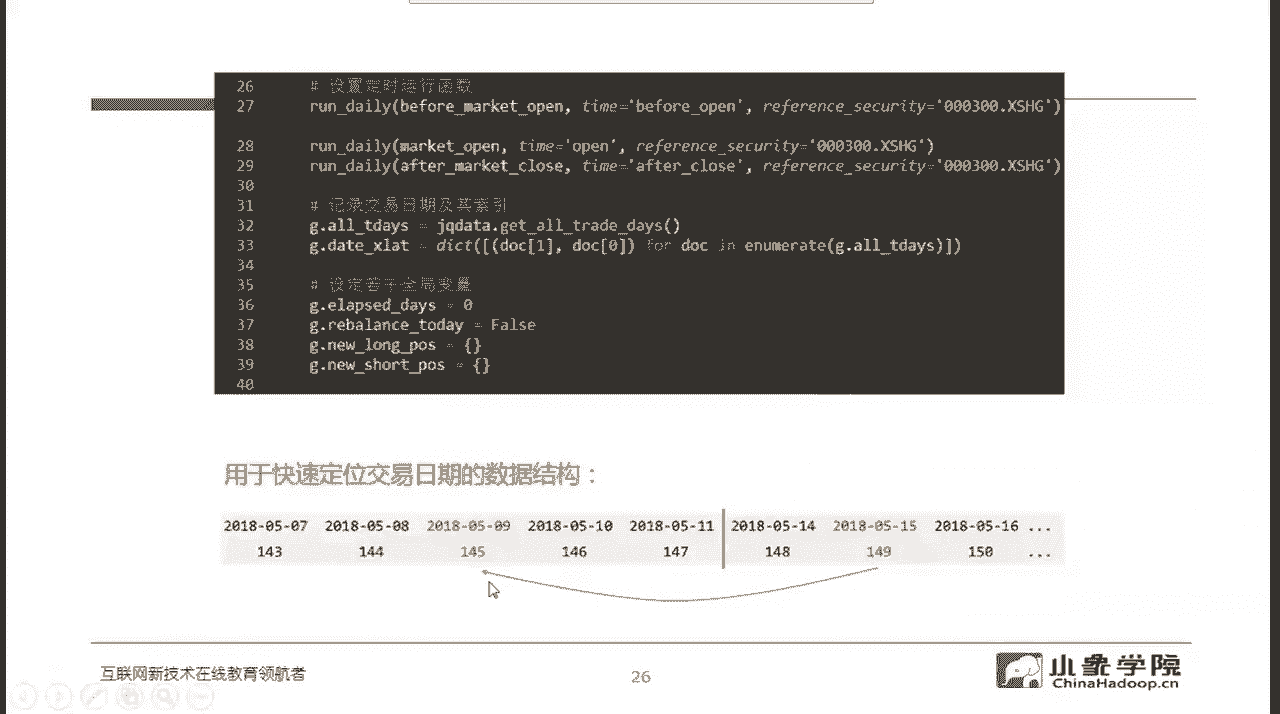 26 # 设置定时运行函数
27 run_daily(before_market_open, time='before_open', reference_security='000300.XSHG')
28 run_daily(market_open, time='open', reference_security='000300.XSHG')
29 run_daily(after_market_close, time='after_close', reference_security='000300.XSHG')
30
31 # 记录交易日期及其索引
32 g.all_tdays = jqdata.get_all_trade_days()
33 g.date_xlat = dict([(doc[1], doc[0]) for doc in enumerate(g.all_tdays)])
34
35 # 设定若干全局变量
36 g.elapsed_days = 0
37 g.rebalance_today = False
38 g.new_long_pos = {}
39 g.new_short_pos = {}
40
用于快速定位交易日期的数据结构：
2018-05-07 2018-05-08 2018-05-09 2018-05-10 2018-05-11 2018-05-14 2018-05-15 2018-05-16 ...
143 144 145 146 147 148 149 150 ...
互联网新技术在线教育领航者
26
小象学院
ChinaHadoop.cn